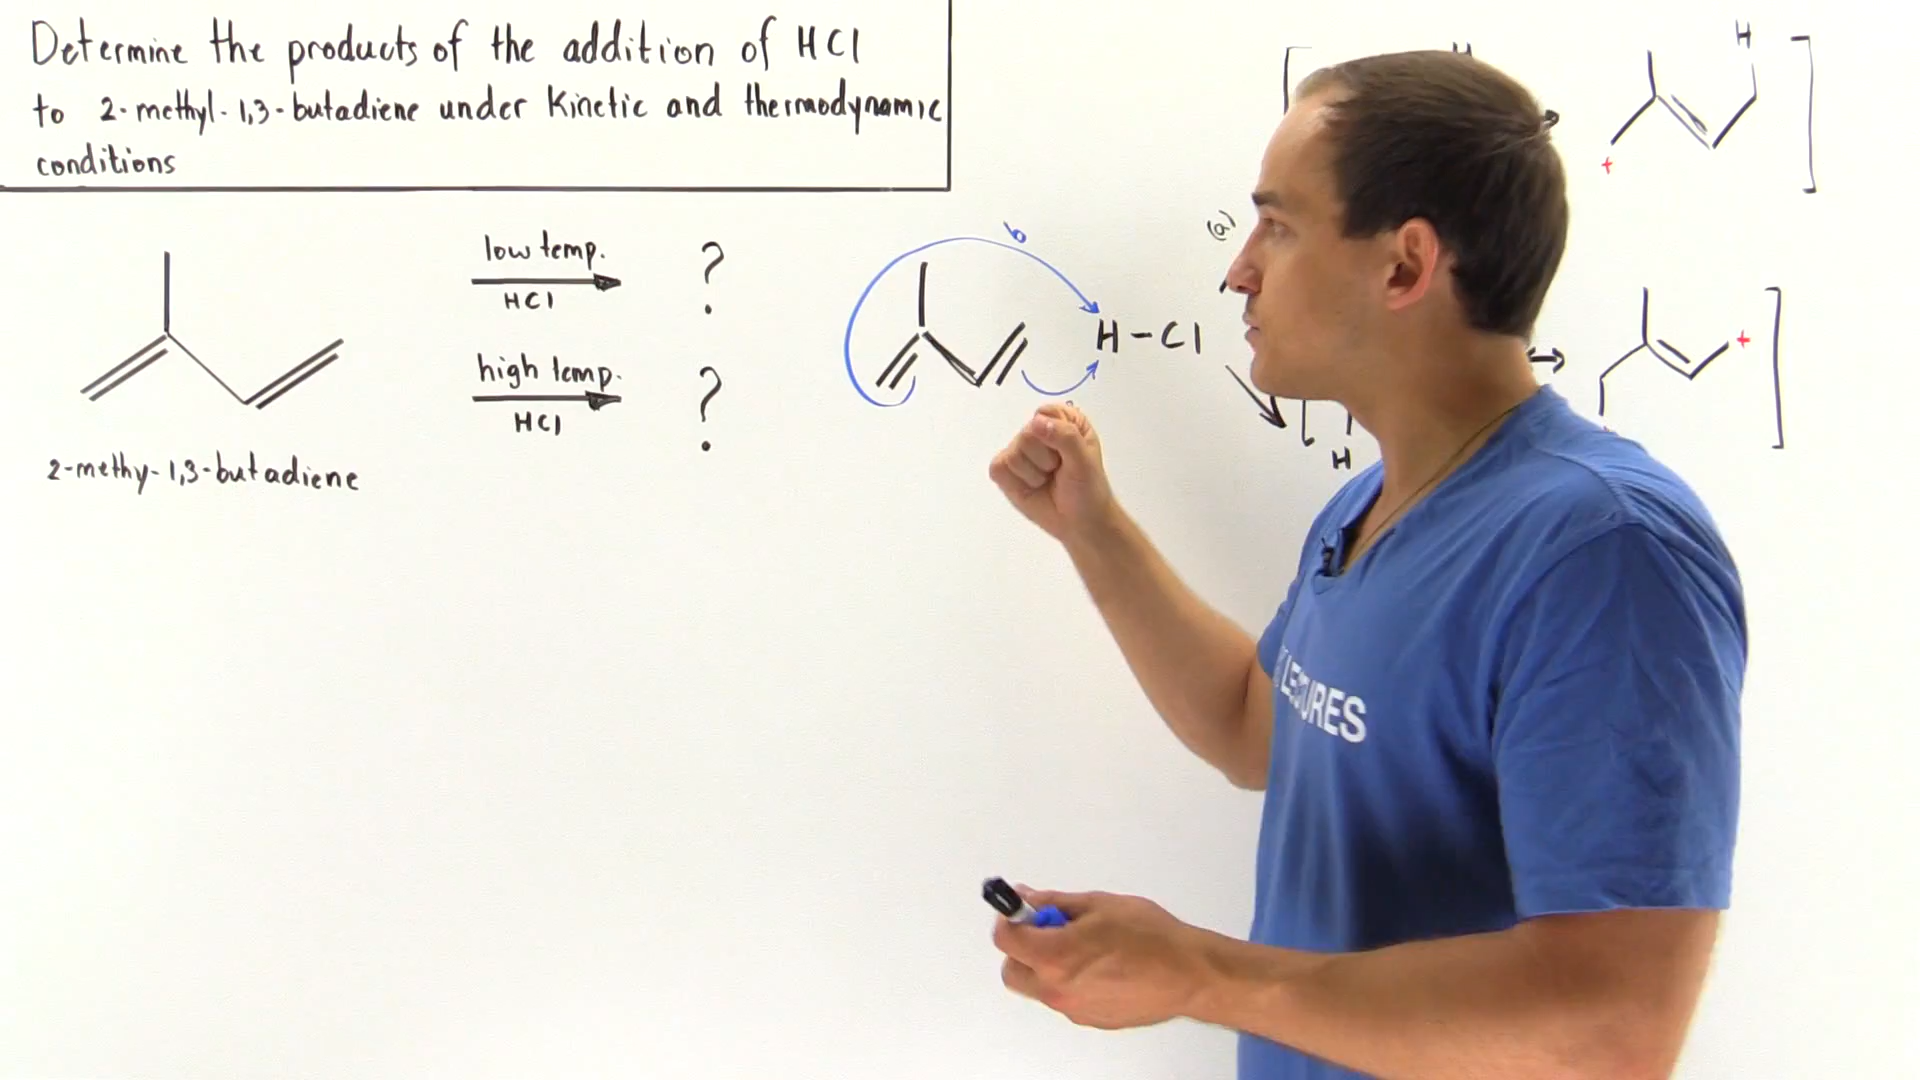 Determine the products of the addition of HCl
to 2-methyl-1,3-butadiene under kinetic and thermodynamic
conditions
low temp.
HCl
?
high temp.
HCl
?
2-methy-1,3-butadiene
b
H-Cl
(a)
H
+
+
H
LECTURES